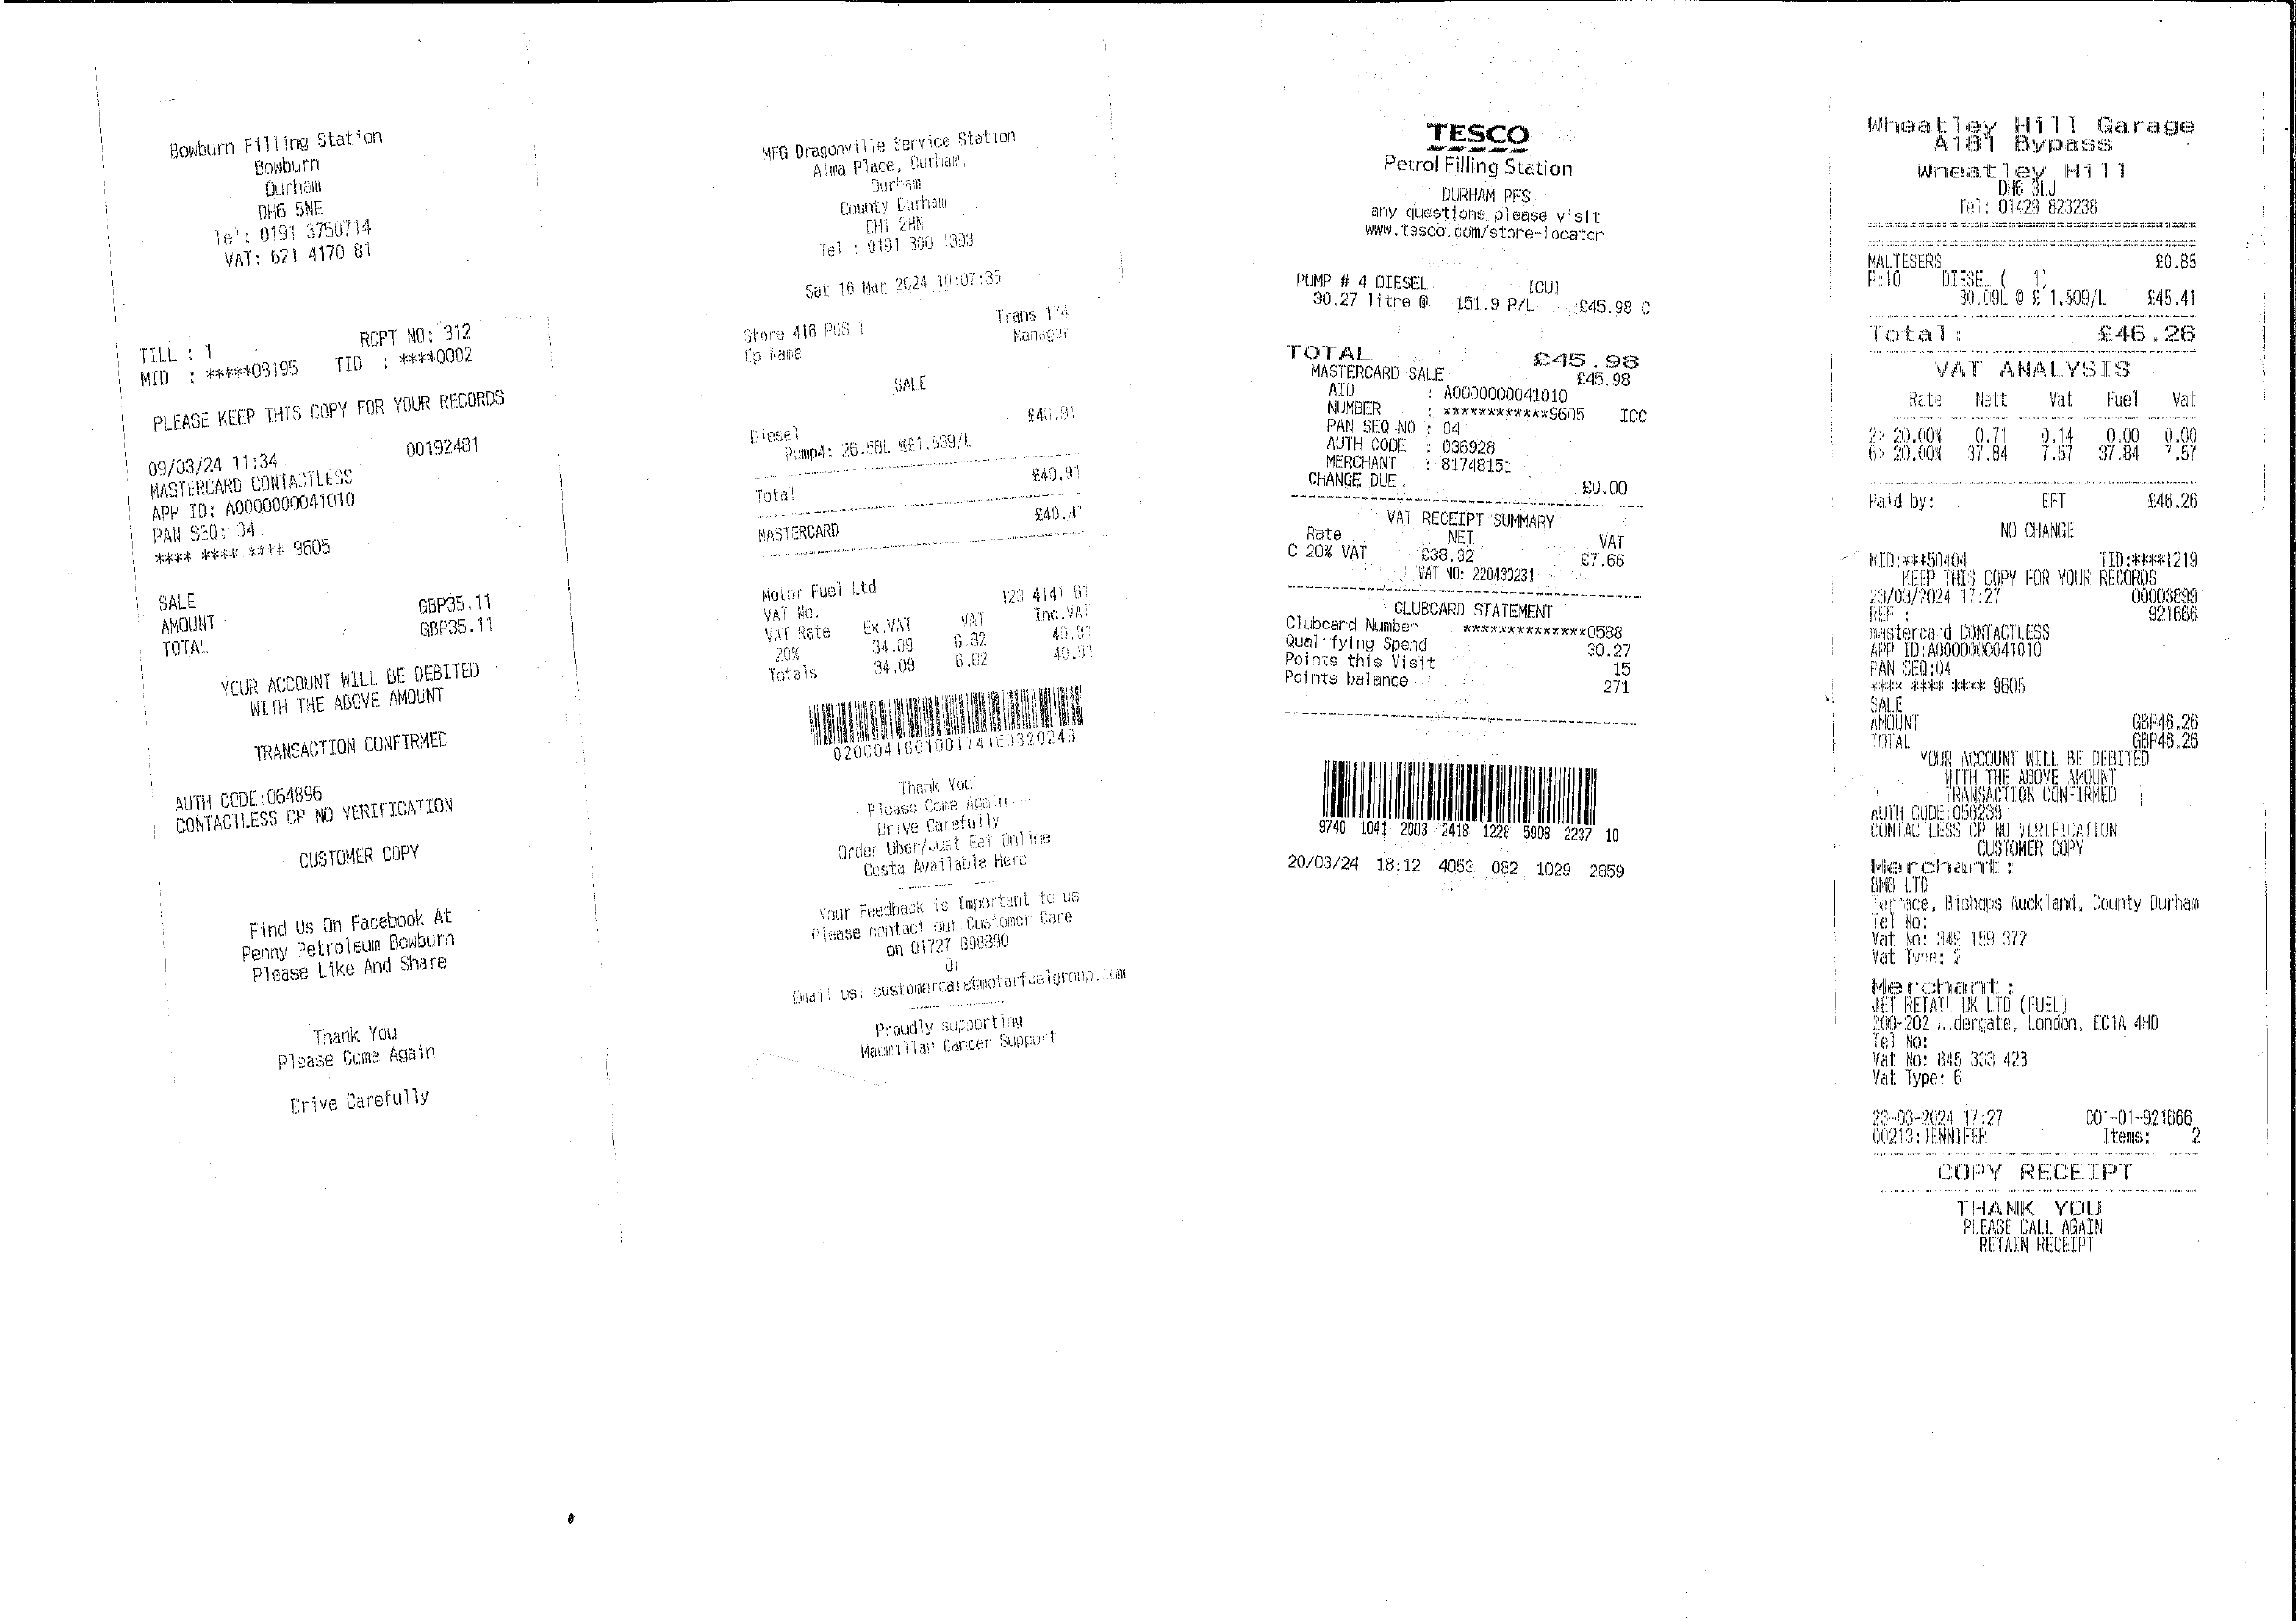 Bowburn Filling Station
Bowburn
Durham
DH6 5NE
Tel: 0191 3750714
VAT: 621 4170 81
TILL : 1 RCPT NO: 312
MID : *****08195 TID : ****0002
PLEASE KEEP THIS COPY FOR YOUR RECORDS
00192481
09/03/24 11:34
MASTERCARD CONTACTLESS
APP ID: A0000000041010
PAN SEQ: 04
**** **** **** 9605
SALE
AMOUNT GBP35.11
TOTAL GBP35.11
YOUR ACCOUNT WILL BE DEBITED
WITH THE ABOVE AMOUNT
TRANSACTION CONFIRMED
AUTH CODE:064896
CONTACTLESS CP NO VERIFICATION
CUSTOMER COPY
Find Us On Facebook At
Penny Petroleum Bowburn
Please Like And Share
Thank You
Please Come Again
Drive Carefully
MFG Dragonville Service Station
Alma Place, Durham,
Durham
County Durham
DH1 2HN
Tel : 0191 300 1393
Sat 16 Mar 2024 10:07:35
Store 416 POS 1 Trans 174
Op Name Manager
SALE
Diesel £40.91
Pump4: 26.58L @£1.539/L
Total £40.91
MASTERCARD £40.91
Motor Fuel Ltd
VAT No. 123 4141 61
VAT Rate Ex.VAT VAT Inc.VAT
20% 34.09 6.82 40.91
Totals 34.09 6.82 40.91
Thank You
Please Come Again
Drive Carefully
Order Uber/Just Eat Online
Costa Available Here
Your Feedback is Important to us
Please contact our Customer Care
on 01727 898890
Or
Email us: customercare@motorfuelgroup.com
Proudly supporting
Macmillan Cancer Support
TESCO
Petrol Filling Station
DURHAM PFS
any questions please visit
www.tesco.com/store-locator
PUMP # 4 DIESEL [CU]
30.27 litre @ 151.9 P/L £45.98 C
TOTAL £45.98
MASTERCARD SALE £45.98
AID : A0000000041010
NUMBER : ************9605 ICC
PAN SEQ NO : 04
AUTH CODE : 036928
MERCHANT : 81748151
CHANGE DUE £0.00
VAT RECEIPT SUMMARY
Rate NET VAT
C 20% VAT £38.32 £7.66
VAT NO: 220430231
CLUBCARD STATEMENT
Clubcard Number **************0588
Qualifying Spend 30.27
Points this Visit 15
Points balance 271
9740 1041 2003 2418 1228 5908 2237 10
20/03/24 18:12 4053 082 1029 2859
Wheatley Hill Garage
A181 Bypass
Wheatley Hill
DH6 3LJ
Tel: 01429 823238
MALTESERS £0.85
P:10 DIESEL ( 1)
30.09L @ £ 1.509/L £45.41
Total: £46.26
VAT ANALYSIS
Rate Nett Vat Fuel Vat
2> 20.00% 0.71 0.14 0.00 0.00
6> 20.00% 37.84 7.57 37.84 7.57
Paid by: EFT £46.26
NO CHANGE
MID:***50404 TID:****1219
KEEP THIS COPY FOR YOUR RECORDS
23/03/2024 17:27 00003899
REF : 921666
mastercard CONTACTLESS
APP ID:A0000000041010
PAN SEQ:04
**** **** **** 9605
SALE
AMOUNT GBP46.26
TOTAL GBP46.26
YOUR ACCOUNT WILL BE DEBITED
WITH THE ABOVE AMOUNT
TRANSACTION CONFIRMED
AUTH CODE:056239
CONTACTLESS CP NO VERIFICATION
CUSTOMER COPY
Merchant:
LTD
Terrace, Bishops Auckland, County Durham
Tel No:
Vat No: 349 159 372
Vat Type: 2
Merchant:
JET RETAIL UK LTD (FUEL)
200-202 London, EC1A 4HD
Tel No:
Vat No: 845 333 428
Vat Type: 6
23-03-2024 17:27 001-01-921666
00213:JENNIFER Items: 2
COPY RECEIPT
THANK YOU
PLEASE CALL AGAIN
RETAIN RECEIPT